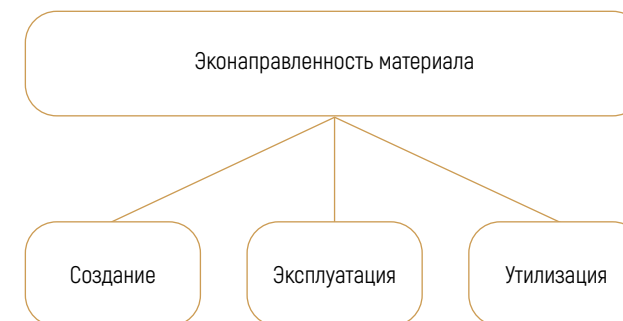 Эконаправленность материала
Создание
Эксплуатация
Утилизация